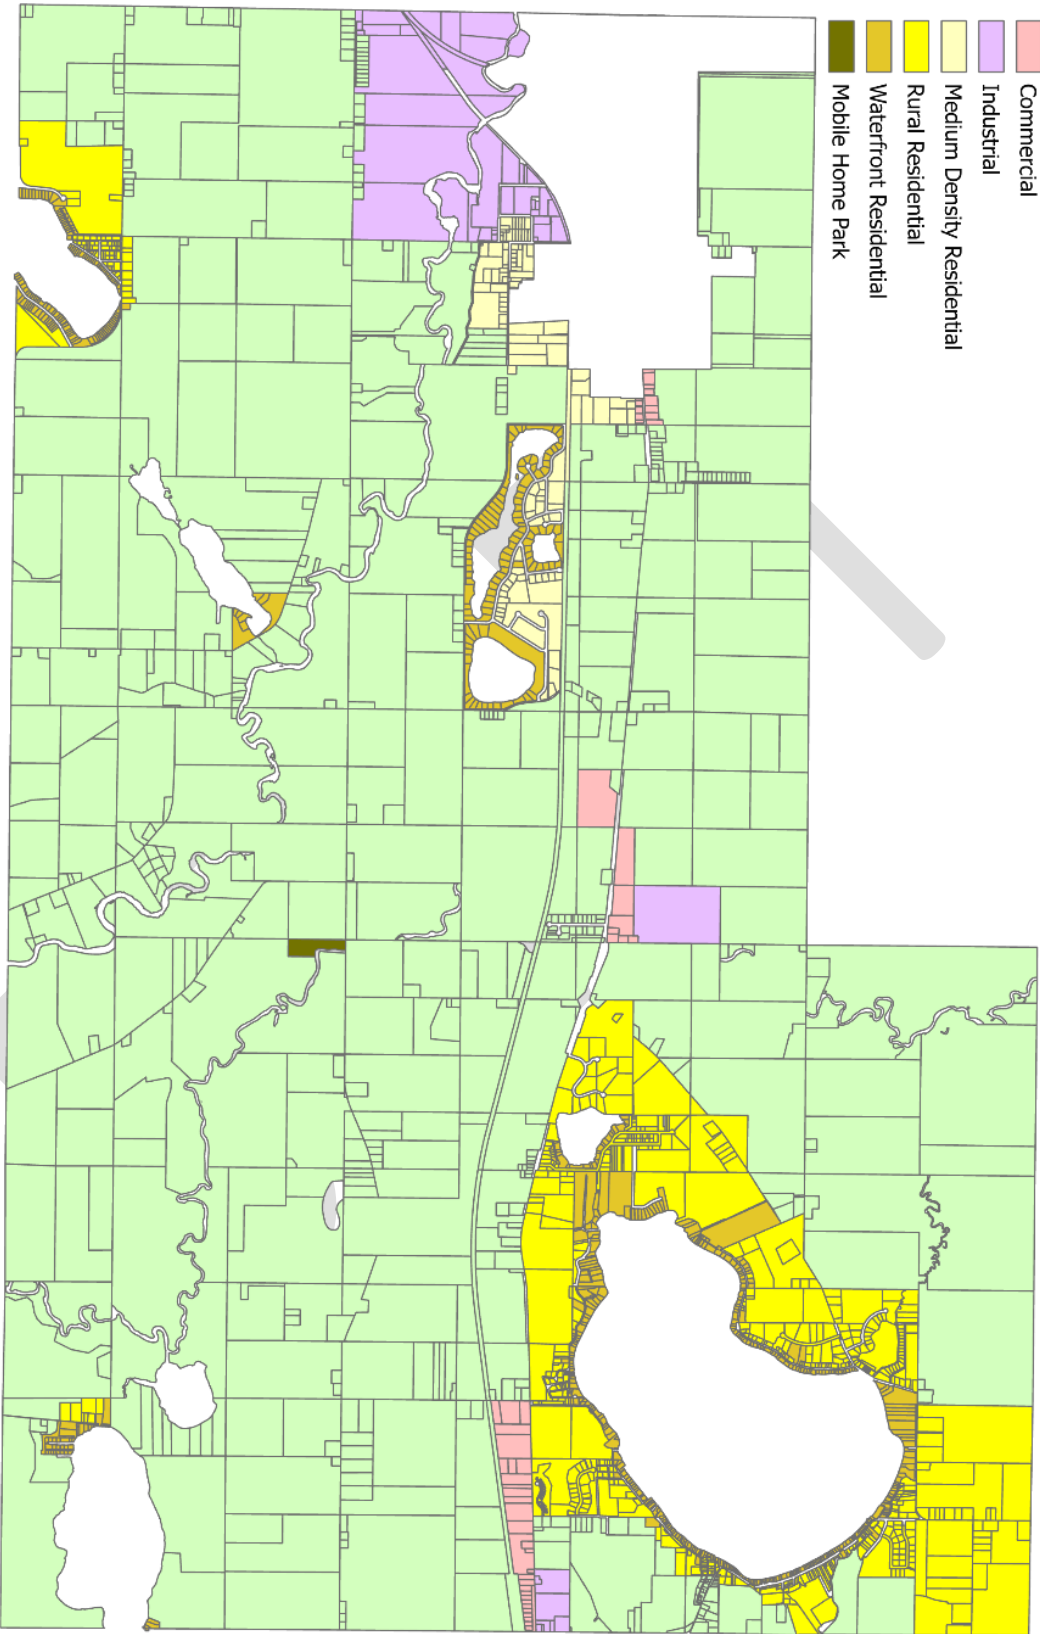 Commercial
Industrial
Medium Density Residential
Rural Residential
Waterfront Residential
Mobile Home Park